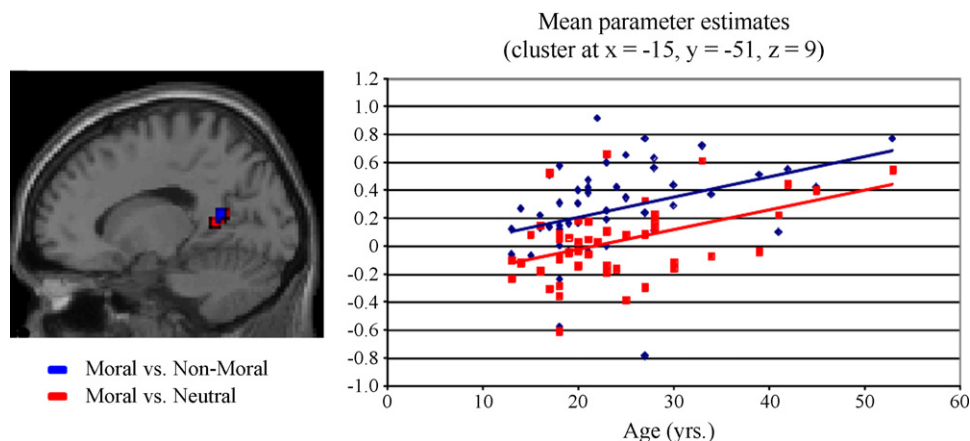 Mean parameter estimates
(cluster at x = -15, y = -51, z = 9)
1.2
1.0
0.8
0.6
0.4
0.2
0
-0.2
-0.4
-0.6
-0.8
-1.0
0 10 20 30 40 50 60
Age (yrs.)
Moral vs. Non-Moral
Moral vs. Neutral